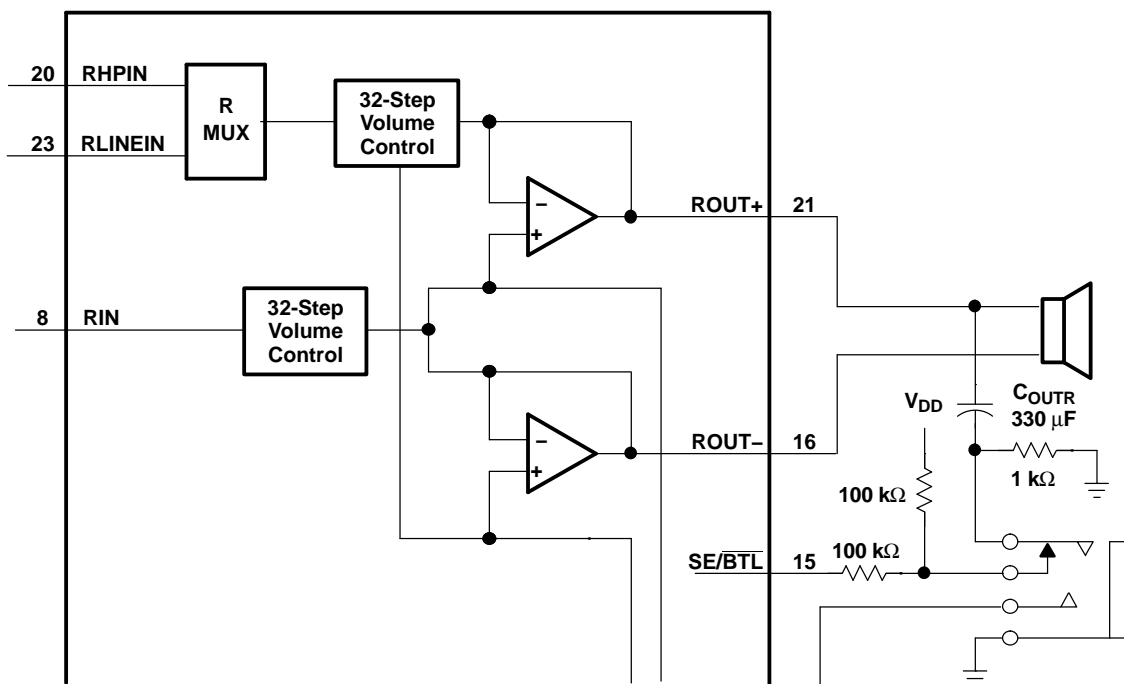 20 RHPIN
R
MUX
23 RLINEIN
32-Step
Volume
Control
−
+
ROUT+ 21
8 RIN
32-Step
Volume
Control
−
+
ROUT− 16
VDD
COUTR
330 µF
1 kΩ
100 kΩ
100 kΩ
SE/B̅T̅L̅ 15